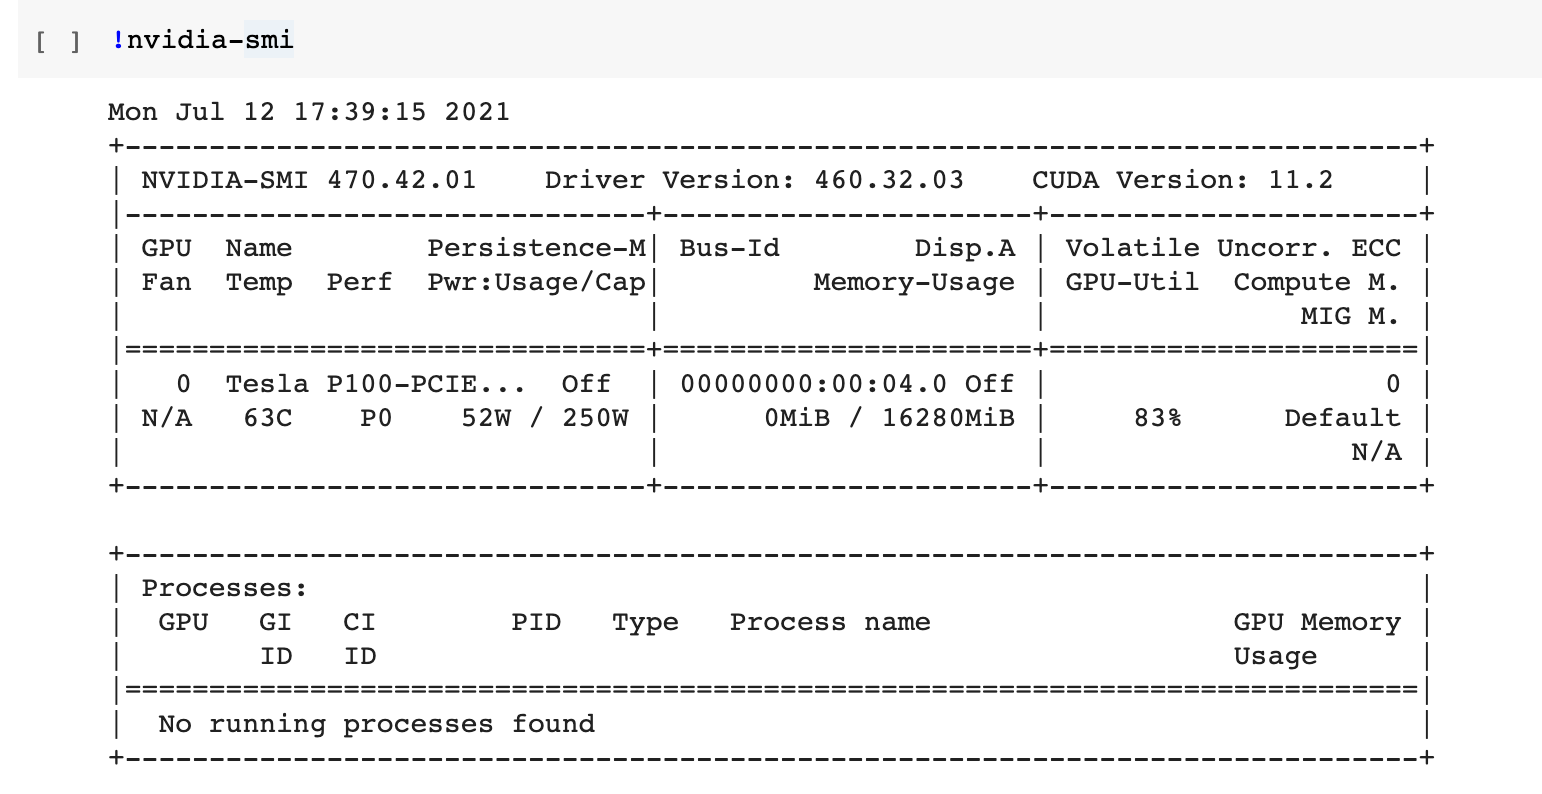 [ ] !nvidia-smi
Mon Jul 12 17:39:15 2021
+-----------------------------------------------------------------------------+
| NVIDIA-SMI 470.42.01    Driver Version: 460.32.03    CUDA Version: 11.2     |
|-------------------------------+----------------------+----------------------+
| GPU  Name        Persistence-M| Bus-Id        Disp.A | Volatile Uncorr. ECC |
| Fan  Temp  Perf  Pwr:Usage/Cap|         Memory-Usage | GPU-Util  Compute M. |
|                               |                      |               MIG M. |
|===============================+======================+======================|
|   0  Tesla P100-PCIE...  Off  | 00000000:00:04.0 Off |                    0 |
| N/A   63C    P0    52W / 250W |      0MiB / 16280MiB |     83%      Default |
|                               |                      |                  N/A |
+-------------------------------+----------------------+----------------------+
+-----------------------------------------------------------------------------+
| Processes:                                                                  |
|  GPU   GI   CI        PID   Type   Process name                  GPU Memory |
|        ID   ID                                                   Usage      |
|=============================================================================|
|  No running processes found                                                 |
+-----------------------------------------------------------------------------+